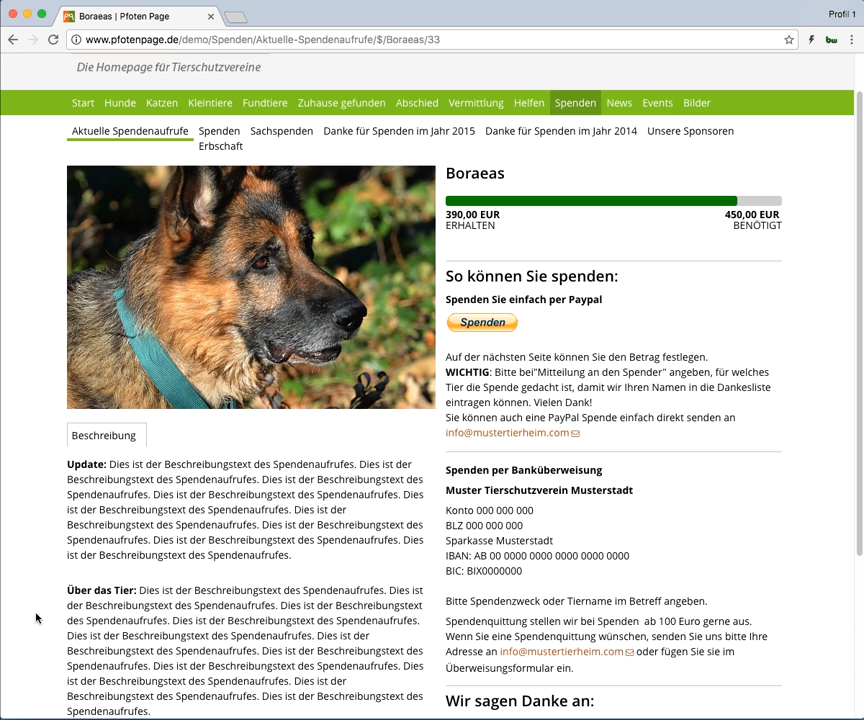 Boraeas | Pfoten Page
Profil 1
www.pfotenpage.de/demo/Spenden/Aktuelle-Spendenaufrufe/$/Boraeas/33
bw
Die Homepage für Tierschutzvereine
Start Hunde Katzen Kleintiere Fundtiere Zuhause gefunden Abschied Vermittlung Helfen Spenden News Events Bilder
Aktuelle Spendenaufrufe Spenden Sachspenden Danke für Spenden im Jahr 2015 Danke für Spenden im Jahr 2014 Unsere Sponsoren
Erbschaft
Boraeas
390,00 EUR 450,00 EUR
ERHALTEN BENÖTIGT
So können Sie spenden:
Spenden Sie einfach per Paypal
Spenden
Auf der nächsten Seite können Sie den Betrag festlegen.
WICHTIG: Bitte bei"Mitteilung an den Spender" angeben, für welches
Tier die Spende gedacht ist, damit wir Ihren Namen in die Dankesliste
eintragen können. Vielen Dank!
Sie können auch eine PayPal Spende einfach direkt senden an
info@mustertierheim.com
Spenden per Banküberweisung
Muster Tierschutzverein Musterstadt
Konto 000 000 000
BLZ 000 000 000
Sparkasse Musterstadt
IBAN: AB 00 0000 0000 0000 0000 0000
BIC: BIX0000000
Bitte Spendenzweck oder Tiername im Betreff angeben.
Spendenquittung stellen wir bei Spenden ab 100 Euro gerne aus.
Wenn Sie eine Spendenquittung wünschen, senden Sie uns bitte Ihre
Adresse an info@mustertierheim.com oder fügen Sie sie im
Überweisungsformular ein.
Wir sagen Danke an:
Beschreibung
Update: Dies ist der Beschreibungstext des Spendenaufrufes. Dies ist der
Beschreibungstext des Spendenaufrufes. Dies ist der Beschreibungstext des
Spendenaufrufes. Dies ist der Beschreibungstext des Spendenaufrufes. Dies
ist der Beschreibungstext des Spendenaufrufes. Dies ist der
Beschreibungstext des Spendenaufrufes. Dies ist der Beschreibungstext des
Spendenaufrufes. Dies ist der Beschreibungstext des Spendenaufrufes. Dies
ist der Beschreibungstext des Spendenaufrufes.
Über das Tier: Dies ist der Beschreibungstext des Spendenaufrufes. Dies ist
der Beschreibungstext des Spendenaufrufes. Dies ist der Beschreibungstext
des Spendenaufrufes. Dies ist der Beschreibungstext des Spendenaufrufes.
Dies ist der Beschreibungstext des Spendenaufrufes. Dies ist der
Beschreibungstext des Spendenaufrufes. Dies ist der Beschreibungstext des
Spendenaufrufes. Dies ist der Beschreibungstext des Spendenaufrufes. Dies
ist der Beschreibungstext des Spendenaufrufes. Dies ist der
Beschreibungstext des Spendenaufrufes. Dies ist der Beschreibungstext des
Spendenaufrufes.